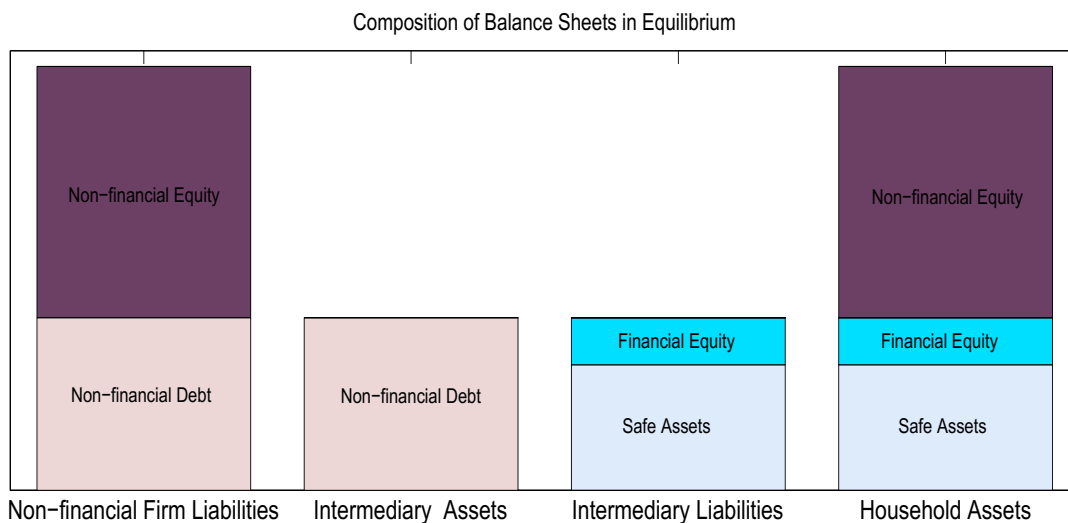 Composition of Balance Sheets in Equilibrium
Non−financial Equity
Non−financial Equity
Financial Equity
Financial Equity
Non−financial Debt
Non−financial Debt
Safe Assets
Safe Assets
Non−financial Firm Liabilities
Intermediary Assets
Intermediary Liabilities
Household Assets